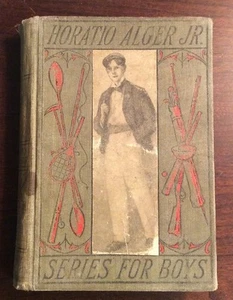 HORATIO ALGER JR.
SERIES FOR BOYS